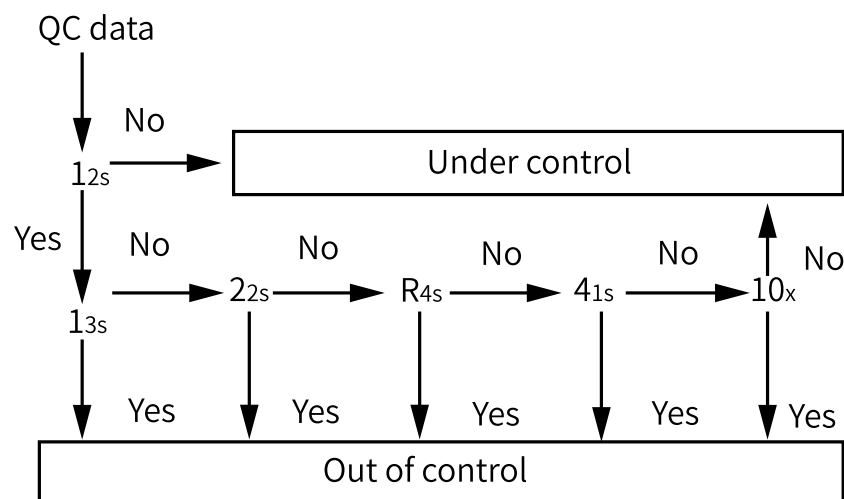 QC data
No
Under control
12s
Yes
No
No
No
No
No
22s
R4s
41s
10x
13s
Yes
Yes
Yes
Yes
Yes
Out of control